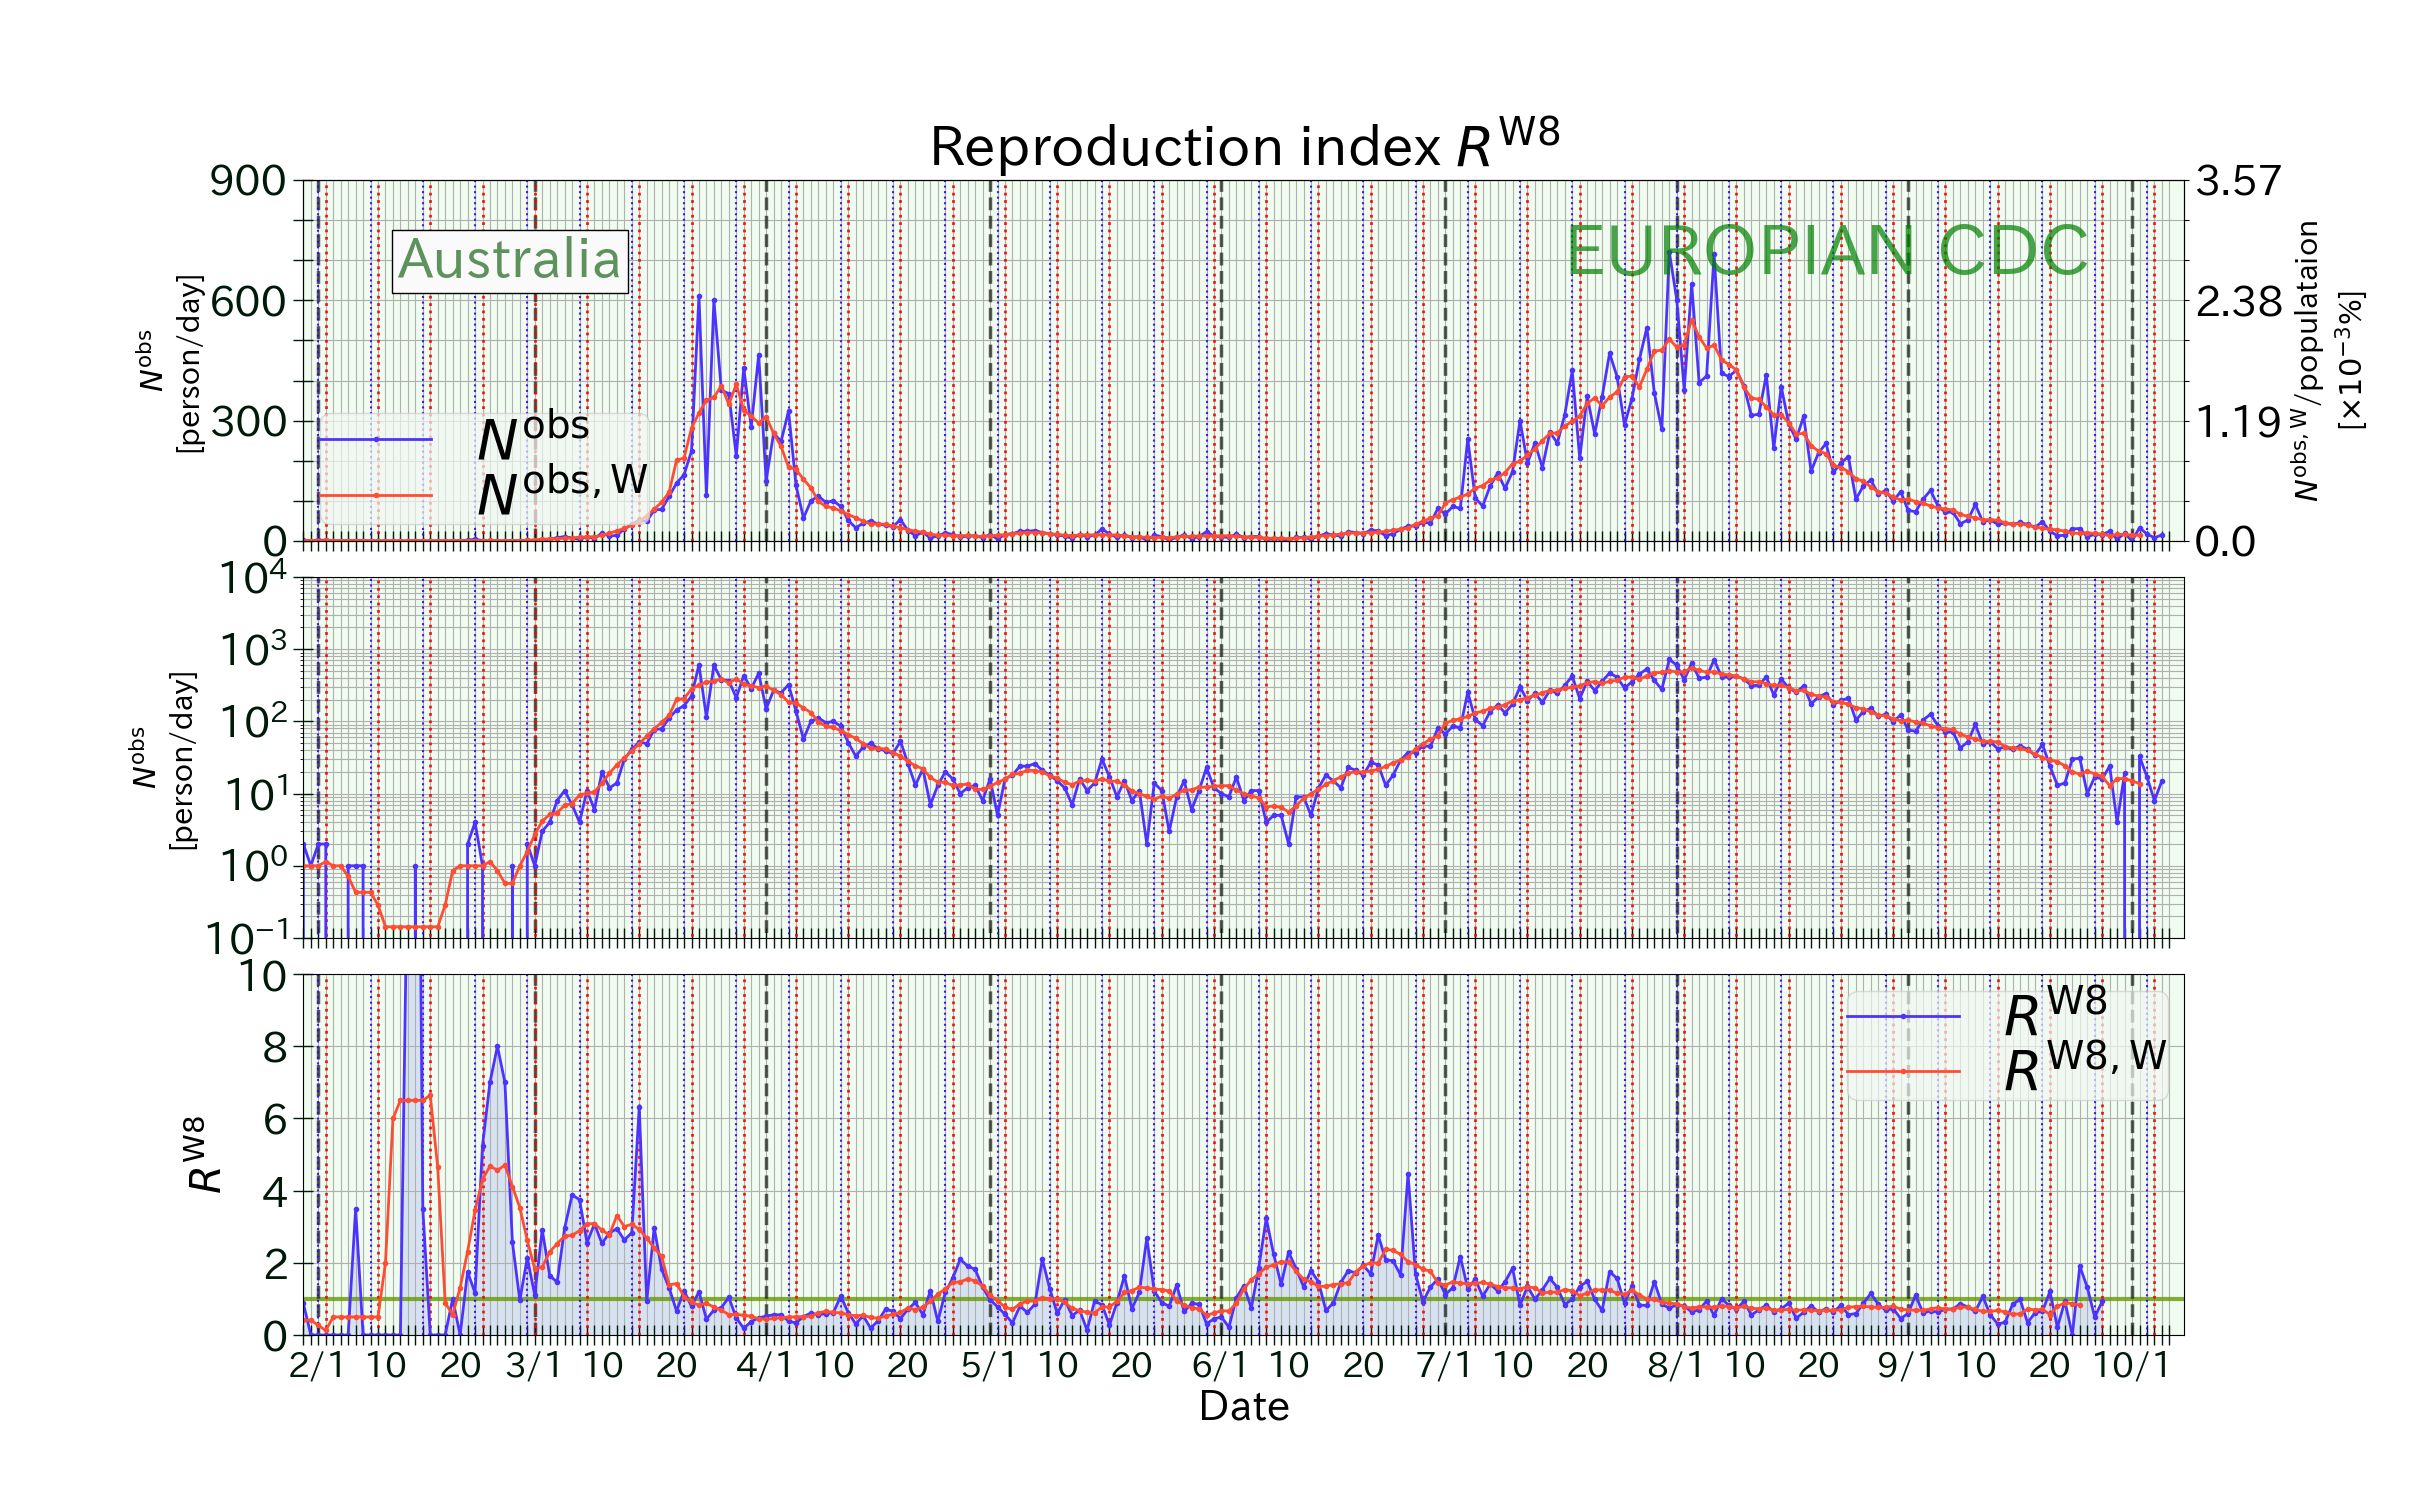 Reproduction index R^W8
900
600
300
0
N^obs
[person/day]
Australia
EUROPIAN CDC
N^obs
N^obs, W
3.57
2.38
1.19
0.0
N^obs, W/populataion
[×10^−3%]
10^4
10^3
10^2
10^1
10^0
10^−1
N^obs
[person/day]
10
8
6
4
2
0
R^W8
R^W8
R^W8, W
2/1 10 20 3/1 10 20 4/1 10 20 5/1 10 20 6/1 10 20 7/1 10 20 8/1 10 20 9/1 10 20 10/1
Date